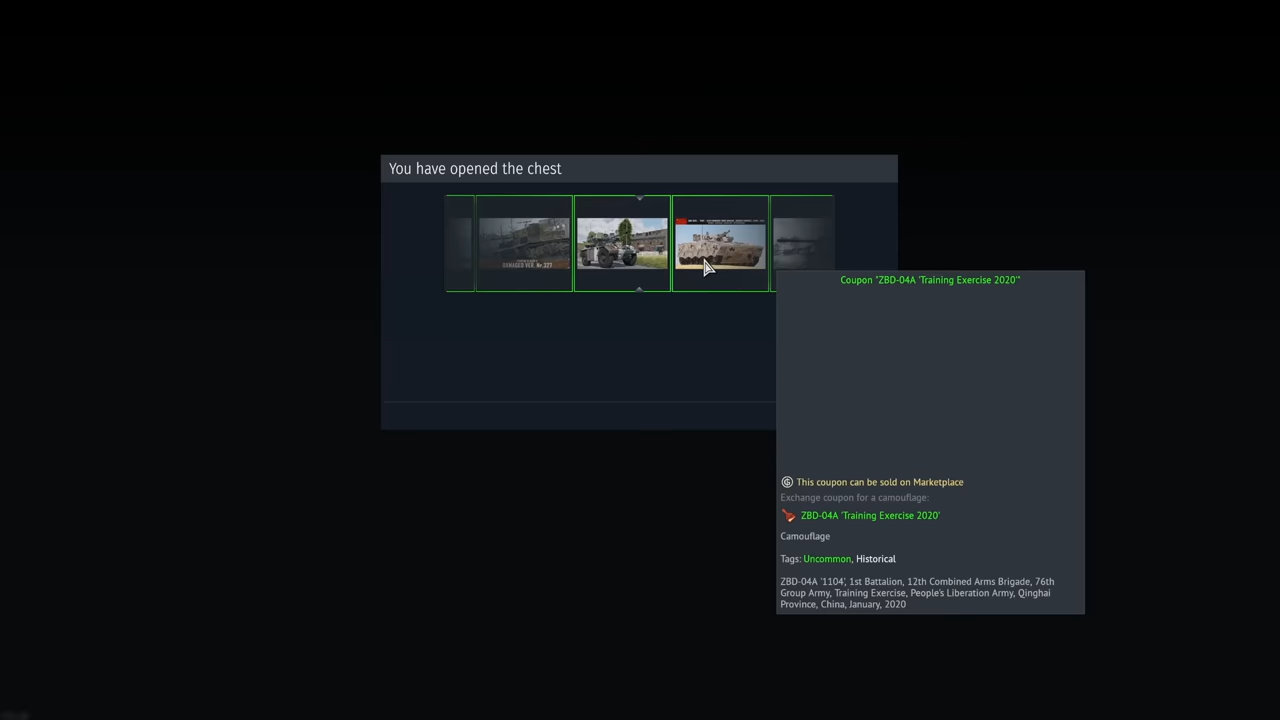 You have opened the chest
DAMAGED VER. Nr 377
Coupon "ZBD-04A 'Training Exercise 2020'"
This coupon can be sold on Marketplace
Exchange coupon for a camouflage:
ZBD-04A 'Training Exercise 2020'
Camouflage
Tags: Uncommon, Historical
ZBD-04A '1104', 1st Battalion, 12th Combined Arms Brigade, 76th
Group Army, Training Exercise, People's Liberation Army, Qinghai
Province, China, January, 2020